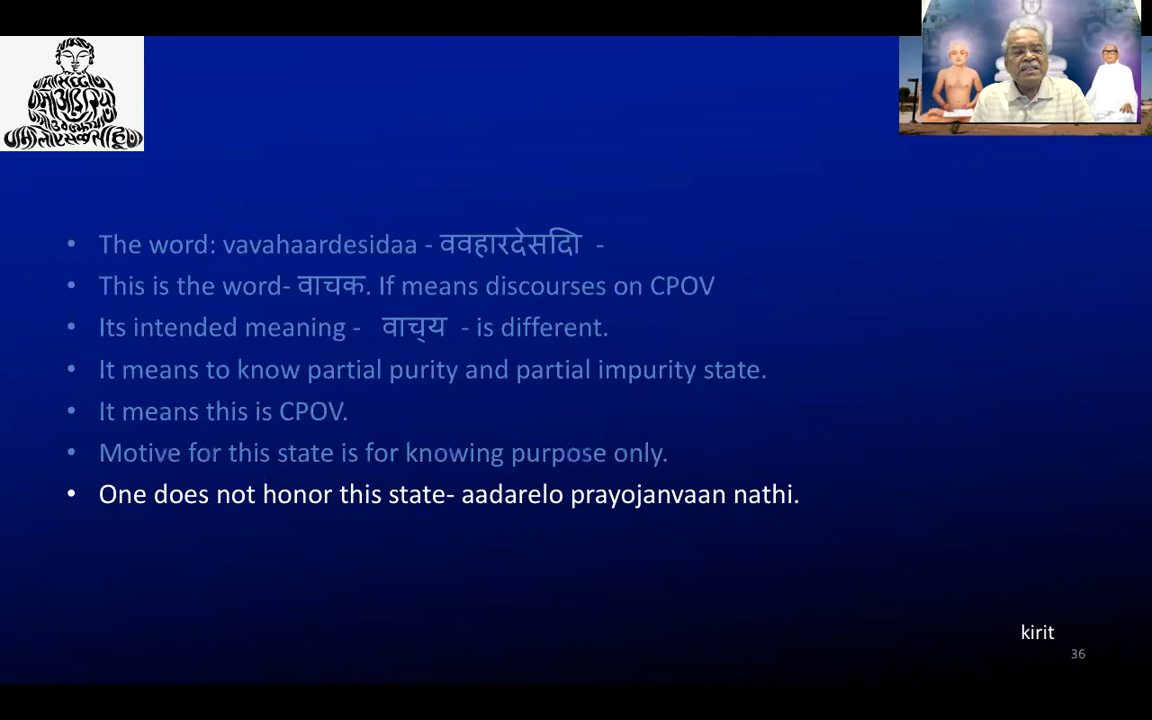 • The word: vavahaardesidaa - ववहारदेसिदा -
• This is the word- वाचक. If means discourses on CPOV
• Its intended meaning - वाच्य - is different.
• It means to know partial purity and partial impurity state.
• It means this is CPOV.
• Motive for this state is for knowing purpose only.
• One does not honor this state- aadarelo prayojanvaan nathi.
kirit
36